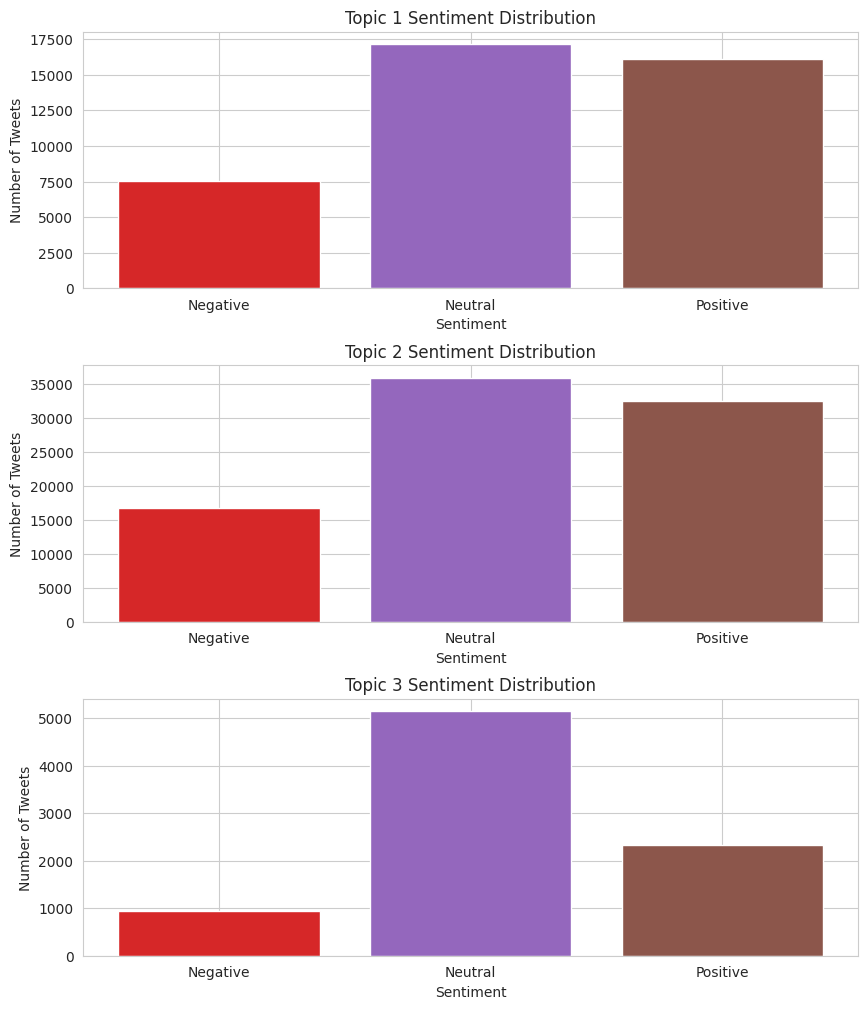 Topic 1 Sentiment Distribution
Number of Tweets
17500
15000
12500
10000
7500
5000
2500
0
Negative Neutral Positive
Sentiment
Topic 2 Sentiment Distribution
Number of Tweets
35000
30000
25000
20000
15000
10000
5000
0
Negative Neutral Positive
Sentiment
Topic 3 Sentiment Distribution
Number of Tweets
5000
4000
3000
2000
1000
0
Negative Neutral Positive
Sentiment